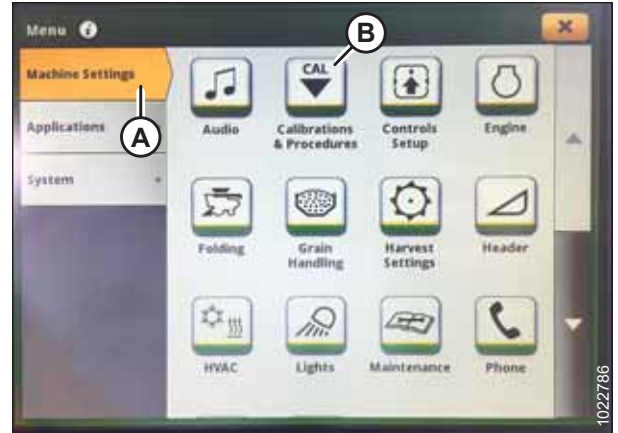 Menu i
B
Machine Settings
A
Applications
System
CAL
Audio
Calibrations
& Procedures
Controls
Setup
Engine
Folding
Grain
Handling
Harvest
Settings
Header
HVAC
Lights
Maintenance
Phone
1022786